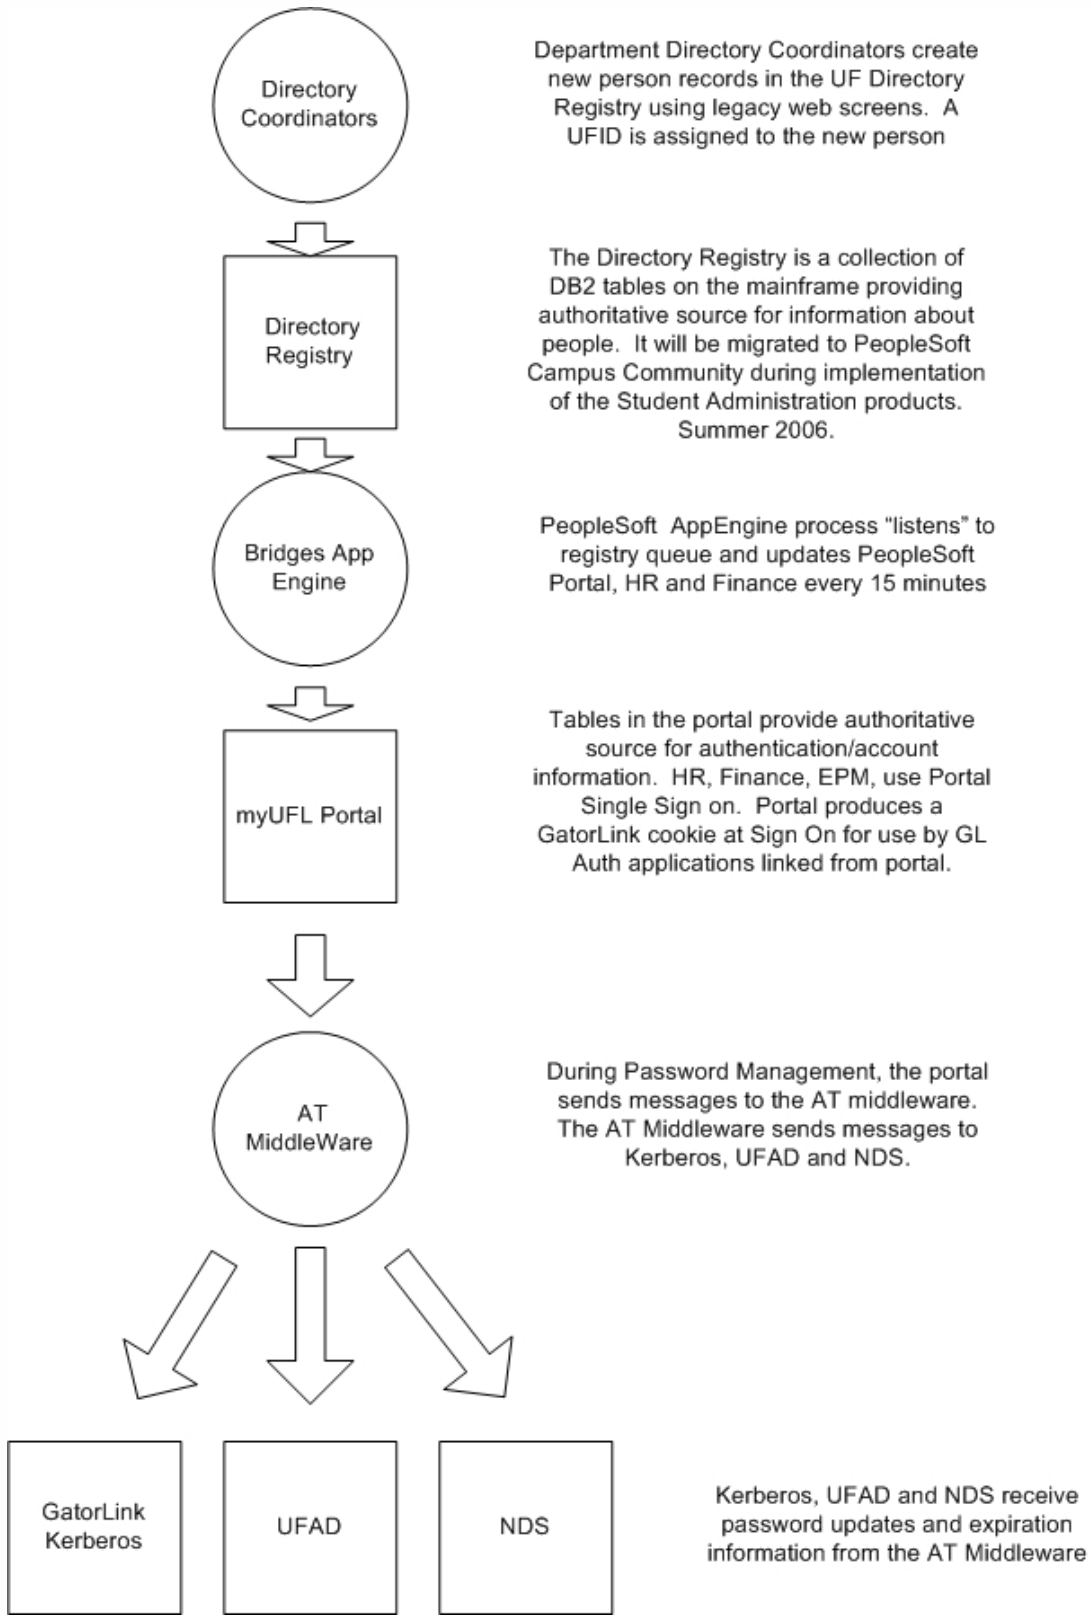 Directory
Coordinators
Department Directory Coordinators create
new person records in the UF Directory
Registry using legacy web screens.  A
UFID is assigned to the new person
Directory
Registry
The Directory Registry is a collection of
DB2 tables on the mainframe providing
authoritative source for information about
people.  It will be migrated to PeopleSoft
Campus Community during implementation
of the Student Administration products.
Summer 2006.
Bridges App
Engine
PeopleSoft  AppEngine process “listens” to
registry queue and updates PeopleSoft
Portal, HR and Finance every 15 minutes
myUFL Portal
Tables in the portal provide authoritative
source for authentication/account
information.  HR, Finance, EPM, use Portal
Single Sign on.  Portal produces a
GatorLink cookie at Sign On for use by GL
Auth applications linked from portal.
AT
MiddleWare
During Password Management, the portal
sends messages to the AT middleware.
The AT Middleware sends messages to
Kerberos, UFAD and NDS.
GatorLink
Kerberos
UFAD
NDS
Kerberos, UFAD and NDS receive
password updates and expiration
information from the AT Middleware